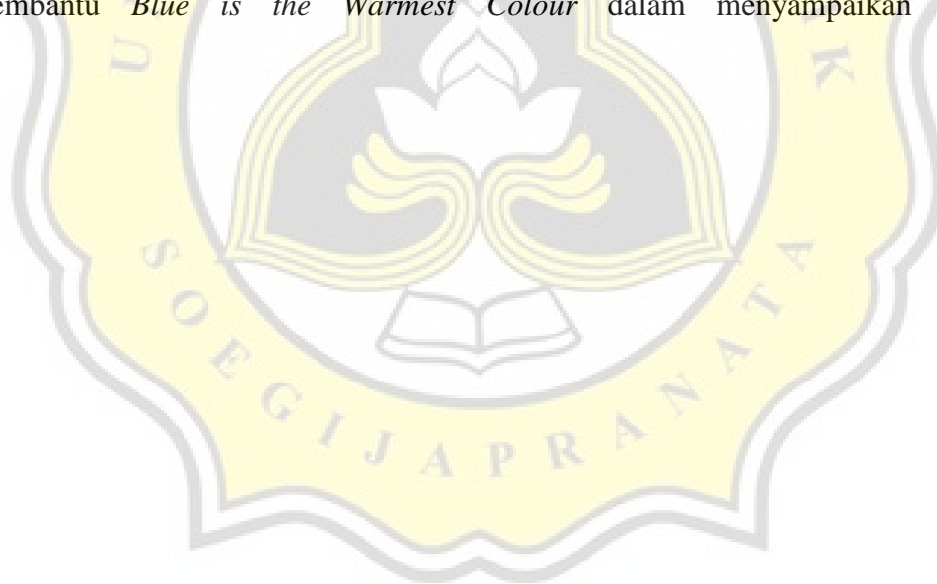 embantu Blue is the Warmest Colour dalam menyampaikan
U
K
SOEGIJAPRANATA